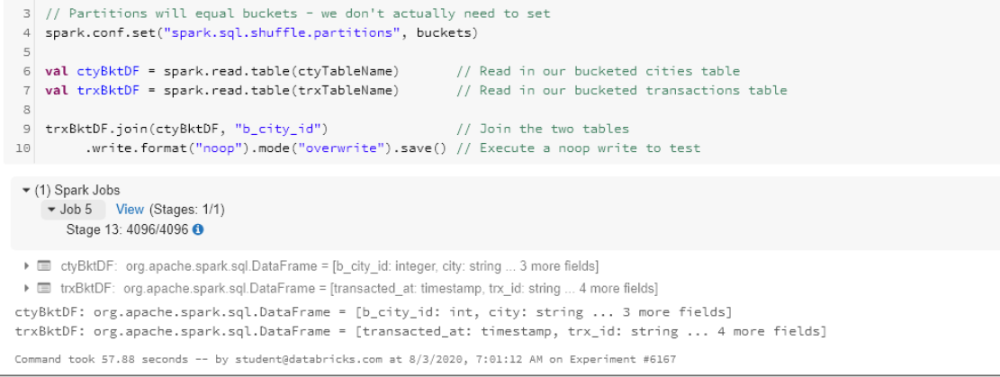 3 // Partitions will equal buckets - we don't actually need to set
4 spark.conf.set("spark.sql.shuffle.partitions", buckets)
5
6 val ctyBktDF = spark.read.table(ctyTableName) // Read in our bucketed cities table
7 val trxBktDF = spark.read.table(trxTableName) // Read in our bucketed transactions table
8
9 trxBktDF.join(ctyBktDF, "b_city_id") // Join the two tables
10 .write.format("noop").mode("overwrite").save() // Execute a noop write to test
(1) Spark Jobs
Job 5 View (Stages: 1/1)
Stage 13: 4096/4096
ctyBktDF: org.apache.spark.sql.DataFrame = [b_city_id: integer, city: string ... 3 more fields]
trxBktDF: org.apache.spark.sql.DataFrame = [transacted_at: timestamp, trx_id: string ... 4 more fields]
ctyBktDF: org.apache.spark.sql.DataFrame = [b_city_id: int, city: string ... 3 more fields]
trxBktDF: org.apache.spark.sql.DataFrame = [transacted_at: timestamp, trx_id: string ... 4 more fields]
Command took 57.88 seconds -- by student@databricks.com at 8/3/2020, 7:01:12 AM on Experiment #6167